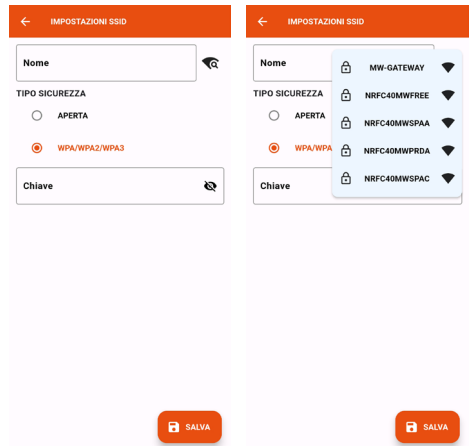 IMPOSTAZIONI SSID
Nome
TIPO SICUREZZA
APERTA
WPA/WPA2/WPA3
Chiave
SALVA
IMPOSTAZIONI SSID
Nome
MW-GATEWAY
TIPO SICUREZZA
NRFC40MWFREE
APERTA
NRFC40MWSPAA
WPA/WPA
NRFC40MWPRDA
Chiave
NRFC40MWSPAC
SALVA